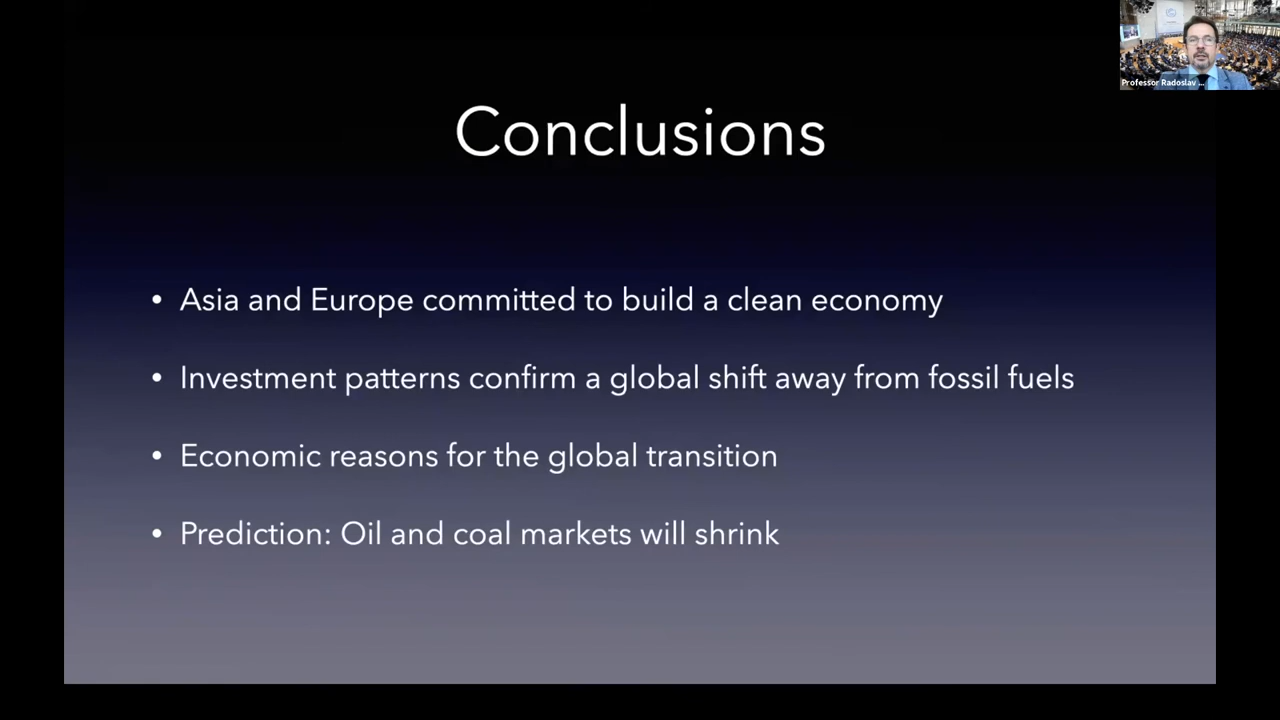 Professor Radoslav ...
Conclusions
• Asia and Europe committed to build a clean economy
• Investment patterns confirm a global shift away from fossil fuels
• Economic reasons for the global transition
• Prediction: Oil and coal markets will shrink